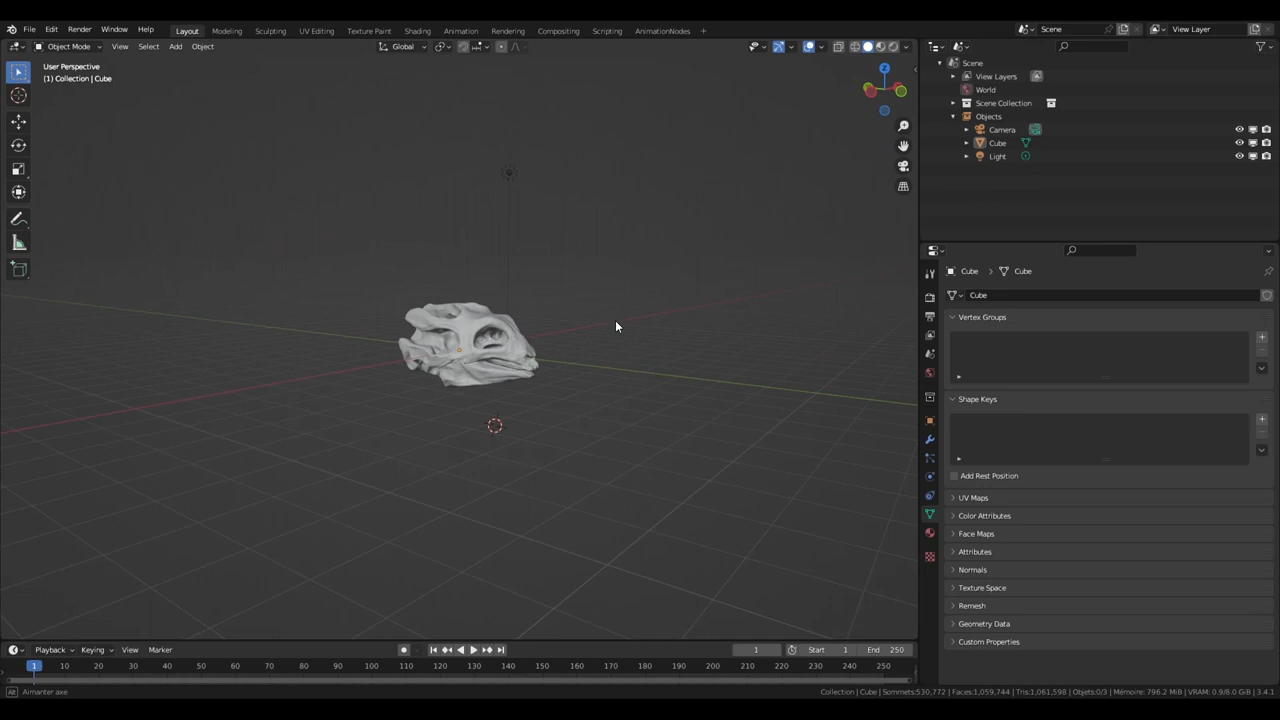 File Edit Render Window Help Layout Modeling Sculpting UV Editing Texture Paint Shading Animation Rendering Compositing Scripting AnimationNodes + Scene View Layer
Object Mode View Select Add Object Global
User Perspective
(1) Collection | Cube
Z
Scene
View Layers
World
Scene Collection
Objects
Camera
Cube
Light
Cube Cube
Cube
Vertex Groups
Shape Keys
Add Rest Position
UV Maps
Color Attributes
Face Maps
Attributes
Normals
Texture Space
Remesh
Geometry Data
Custom Properties
Playback Keying View Marker 1 Start 1 End 250
1 10 20 30 40 50 60 70 80 90 100 110 120 130 140 150 160 170 180 190 200 210 220 230 240 250
Alt Aimanter axe Collection | Cube | Sommets:530,772 | Faces:1,059,744 | Tris:1,061,598 | Objets:0/3 | Mémoire: 796.2 MiB | VRAM: 0.9/8.0 GiB | 3.4.1